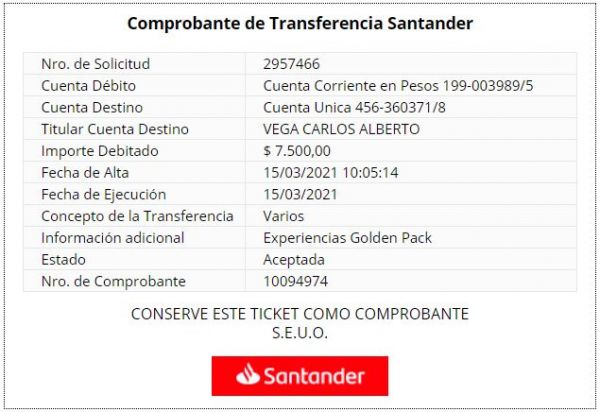 Comprobante de Transferencia Santander
Nro. de Solicitud 2957466
Cuenta Débito Cuenta Corriente en Pesos 199-003989/5
Cuenta Destino Cuenta Unica 456-360371/8
Titular Cuenta Destino VEGA CARLOS ALBERTO
Importe Debitado $ 7.500,00
Fecha de Alta 15/03/2021 10:05:14
Fecha de Ejecución 15/03/2021
Concepto de la Transferencia Varios
Información adicional Experiencias Golden Pack
Estado Aceptada
Nro. de Comprobante 10094974
CONSERVE ESTE TICKET COMO COMPROBANTE
S.E.U.O.
Santander